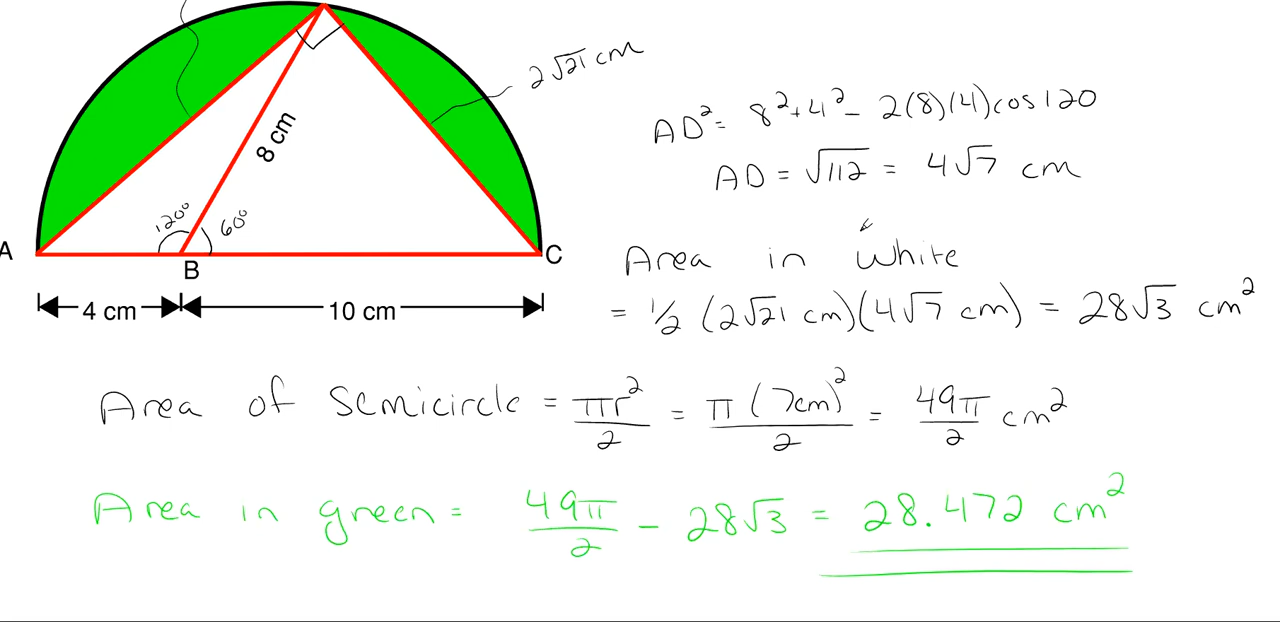 2√21 cm
8 cm
120° 60°
A B C
4 cm 10 cm
AD² = 8² + 4² - 2(8)(4)cos120
AD = √112 = 4√7 cm
Area in white
= 1/2 (2√21 cm)(4√7 cm) = 28√3 cm²
Area of semicircle = πr²/2 = π(7cm)²/2 = 49π/2 cm²
Area in green = 49π/2 - 28√3 = 28.472 cm²